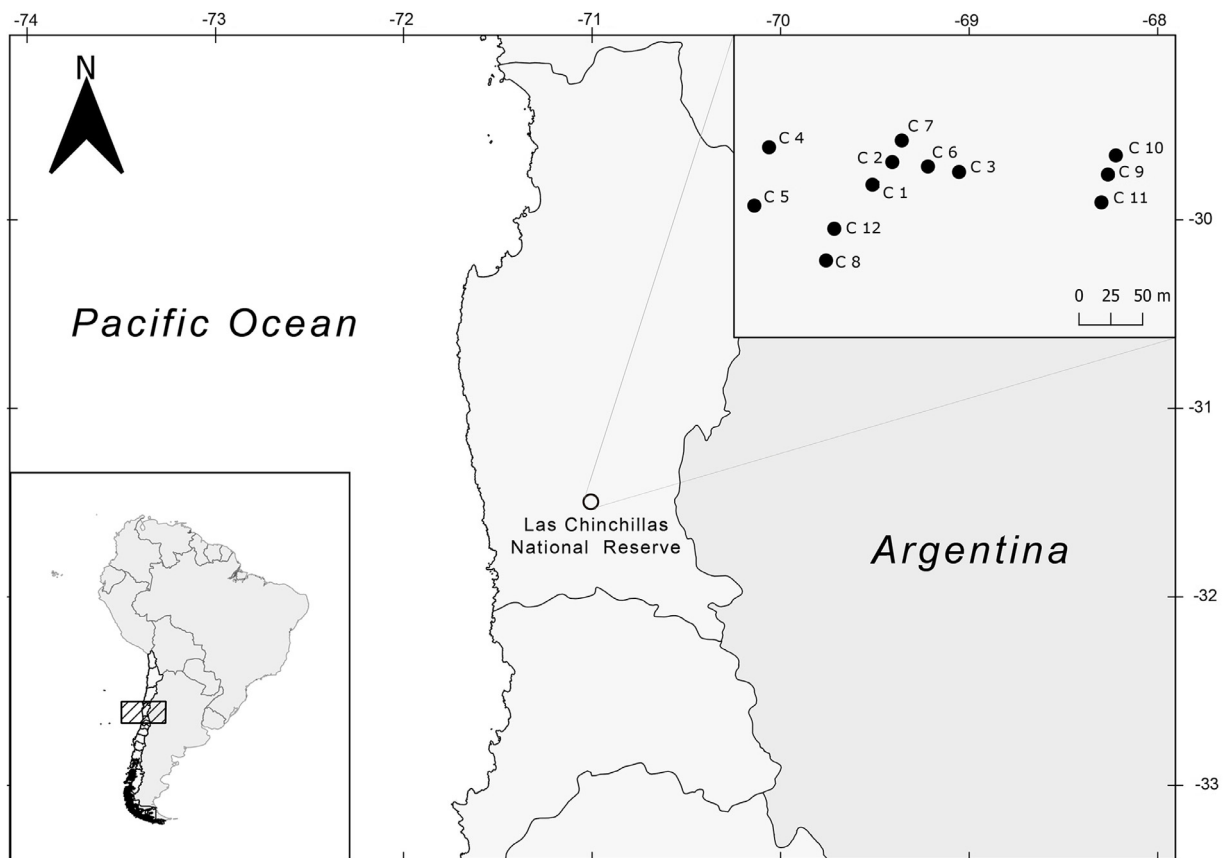 -74 -73 -72 -71 -70 -69 -68
N
C 7
C 4
C 2
C 6
C 10
C 3
C 9
C 1
C 5
C 11
-30
C 12
C 8
0 25 50 m
Pacific Ocean
-31
Las Chinchillas
National Reserve
Argentina
-32
-33